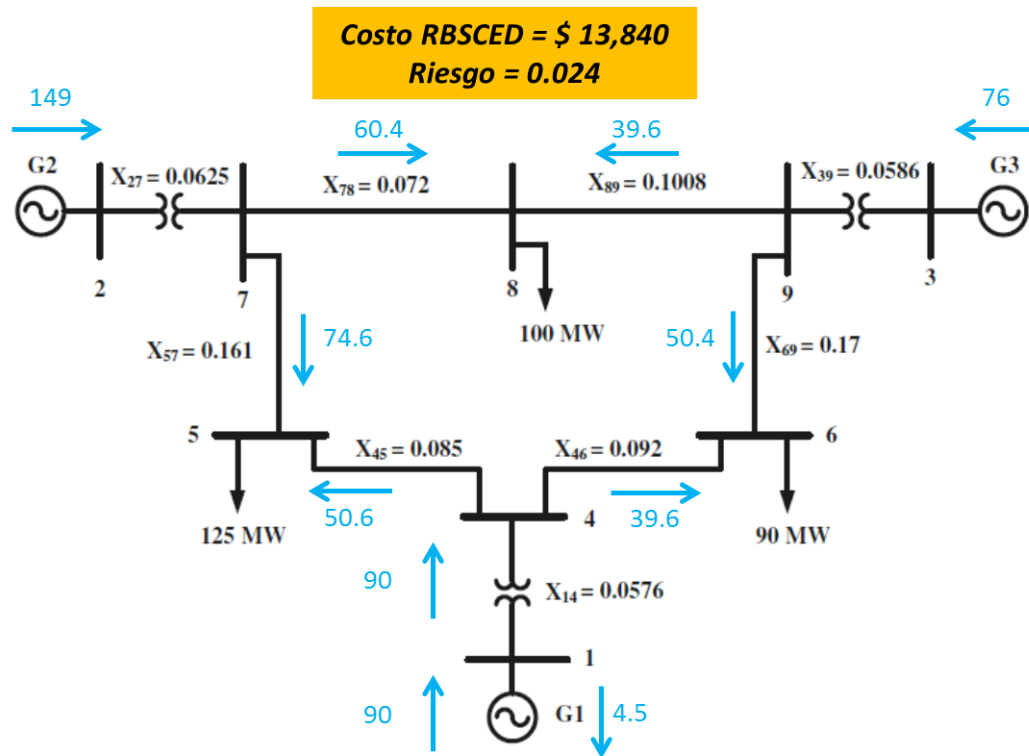 Costo RBSCED = $ 13,840
Riesgo = 0.024
149
60.4
39.6
76
G2
X27 = 0.0625
X78 = 0.072
X89 = 0.1008
X39 = 0.0586
G3
2
7
8
9
3
100 MW
X57 = 0.161
74.6
50.4
X69 = 0.17
5
X45 = 0.085
X46 = 0.092
6
125 MW
50.6
4
39.6
90 MW
90
X14 = 0.0576
1
90
G1
4.5